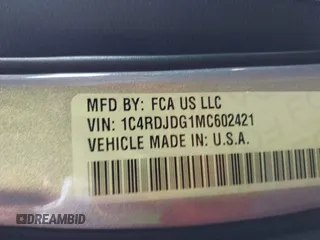 MFD BY: FCA US LLC
VIN: 1C4RDJDG1MC602421
VEHICLE MADE IN: U.S.A.
DREAMBID